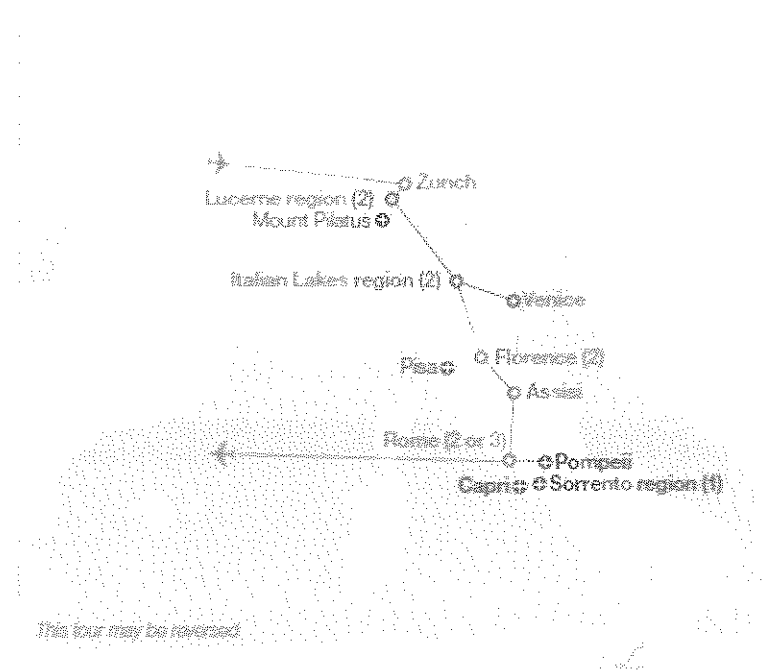 Zurich
Lucerne region (2)
Mount Pilatus
Italian Lakes region (2)
Venice
Florence (2)
Pisa
Assisi
Rome (2 or 3)
Pompeii
Capri
Sorrento region (1)
This tour may be reversed.